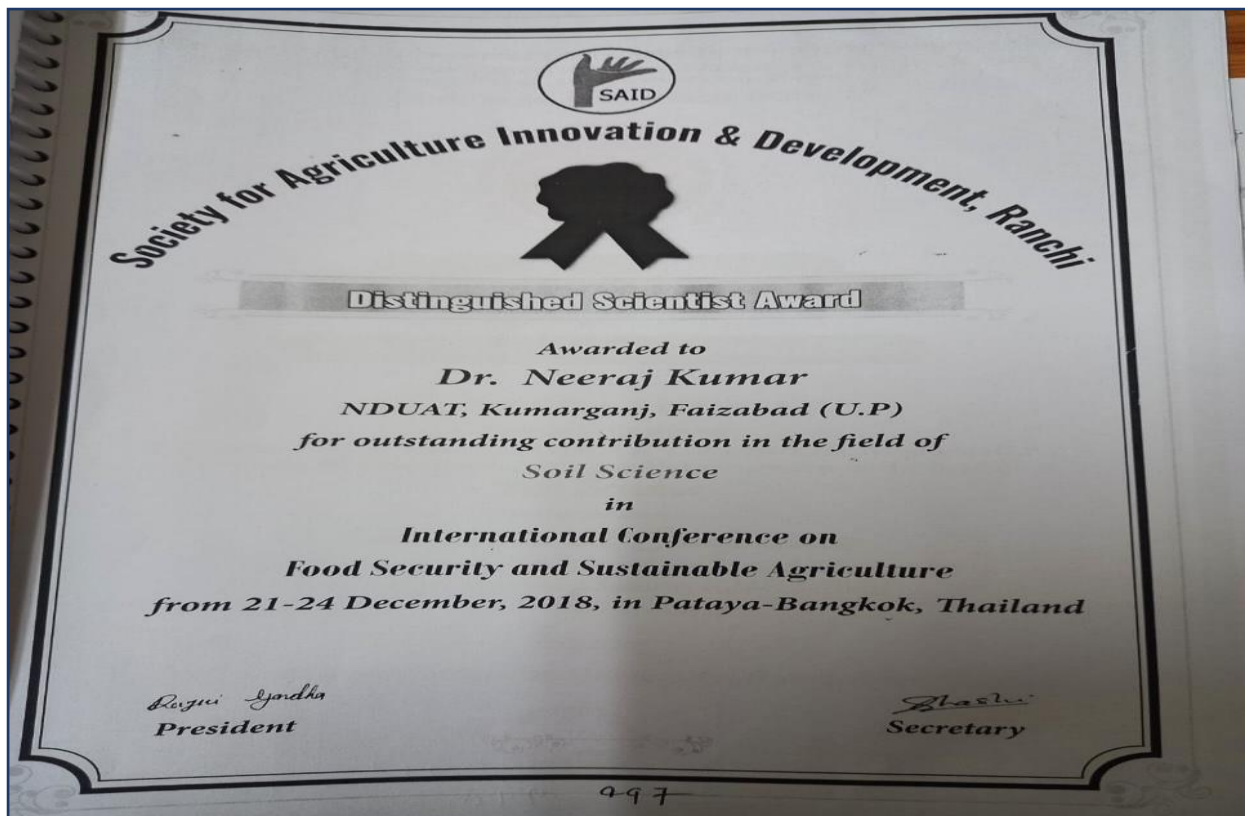 SAID
Society for Agriculture Innovation & Development, Ranchi
Distinguished Scientist Award
Awarded to
Dr. Neeraj Kumar
NDUAT, Kumarganj, Faizabad (U.P)
for outstanding contribution in the field of
Soil Science
in
International Conference on
Food Security and Sustainable Agriculture
from 21-24 December, 2018, in Pataya-Bangkok, Thailand
President
Secretary
997